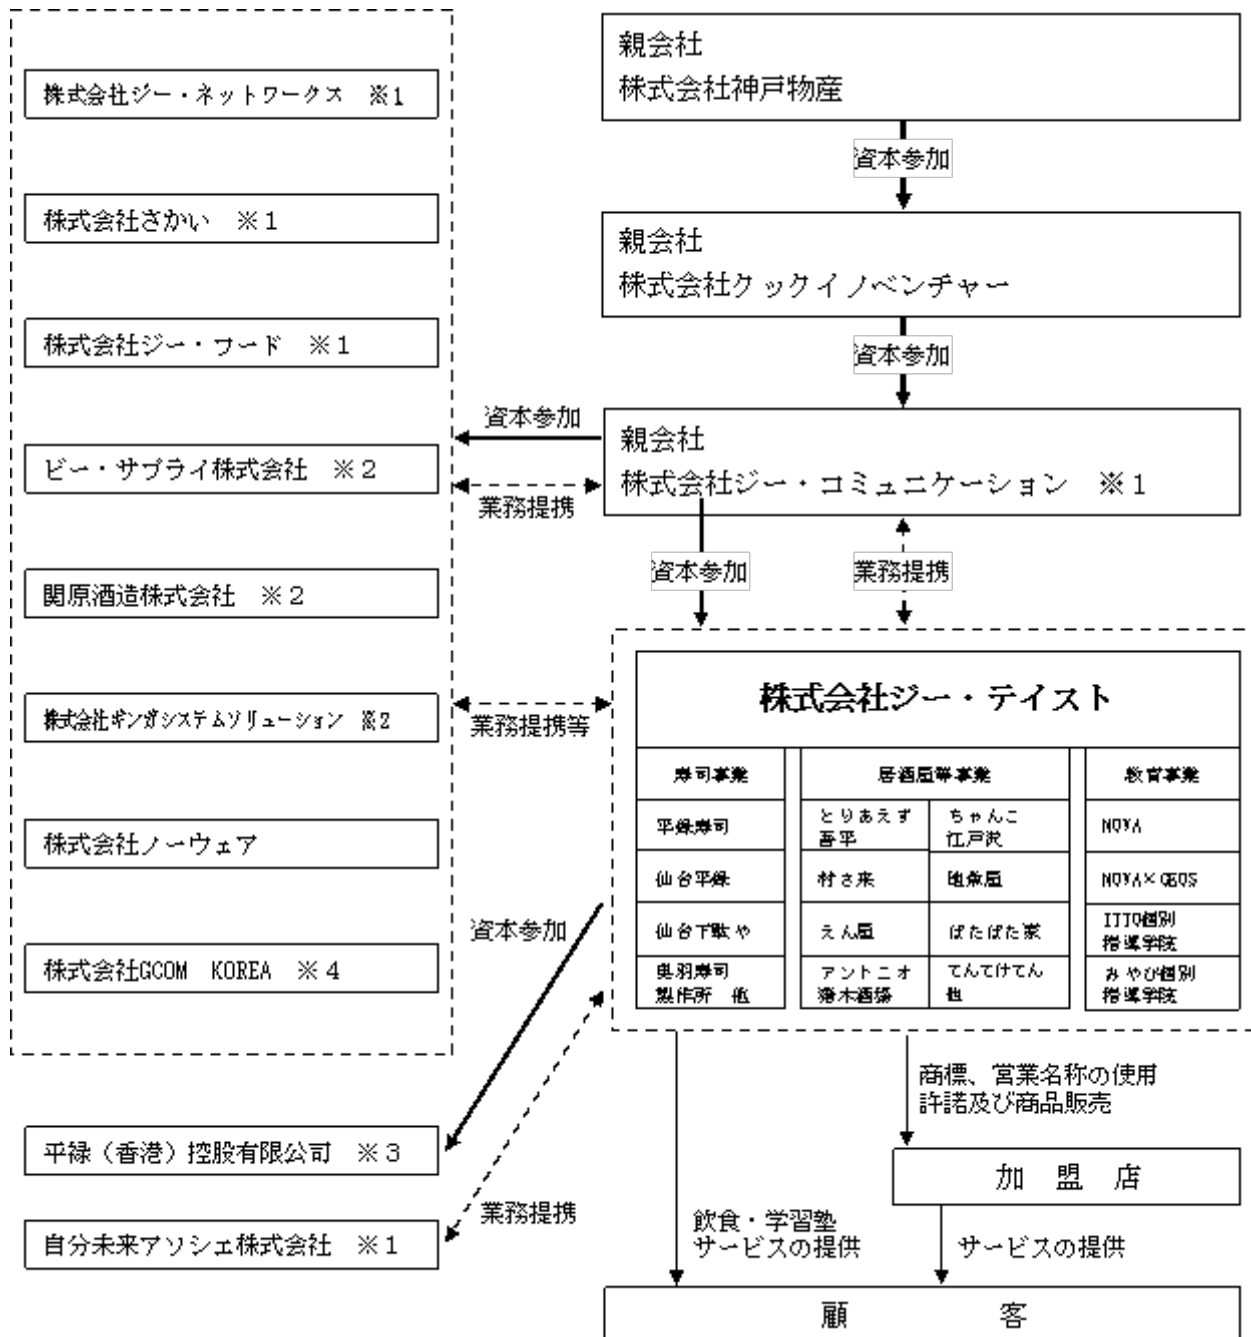 株式会社ジー・ネットワークス　※1
株式会社さかい　※1
株式会社ジー・フード　※1
ビー・サプライ株式会社　※2
関原酒造株式会社　※2
株式会社ギンガシステムソリューション　※2
株式会社ノーウェア
株式会社GCOM　KOREA　※4
平禄（香港）控股有限公司　※3
自分未来アソシエ株式会社　※1
親会社
株式会社神戸物産
資本参加
親会社
株式会社クックイノベンチャー
資本参加
親会社
株式会社ジー・コミュニケーション　※1
資本参加
業務提携
資本参加
業務提携
業務提携等
資本参加
業務提携
株式会社ジー・テイスト
寿司事業
平禄寿司
仙台平禄
仙台下駄や
奥羽寿司
製作所　他
居酒屋等事業
とりあえず
吾平
ちゃんこ
江戸沢
村さ来
地魚屋
えん屋
ぱたぱた家
アントニオ
猪木酒場
てんてけてん
他
教育事業
NOVA
NOVA×GEOS
ITTO個別
指導学院
みやび個別
指導学院
商標、営業名称の使用
許諾及び商品販売
加　盟　店
飲食・学習塾
サービスの提供
サービスの提供
顧　　客